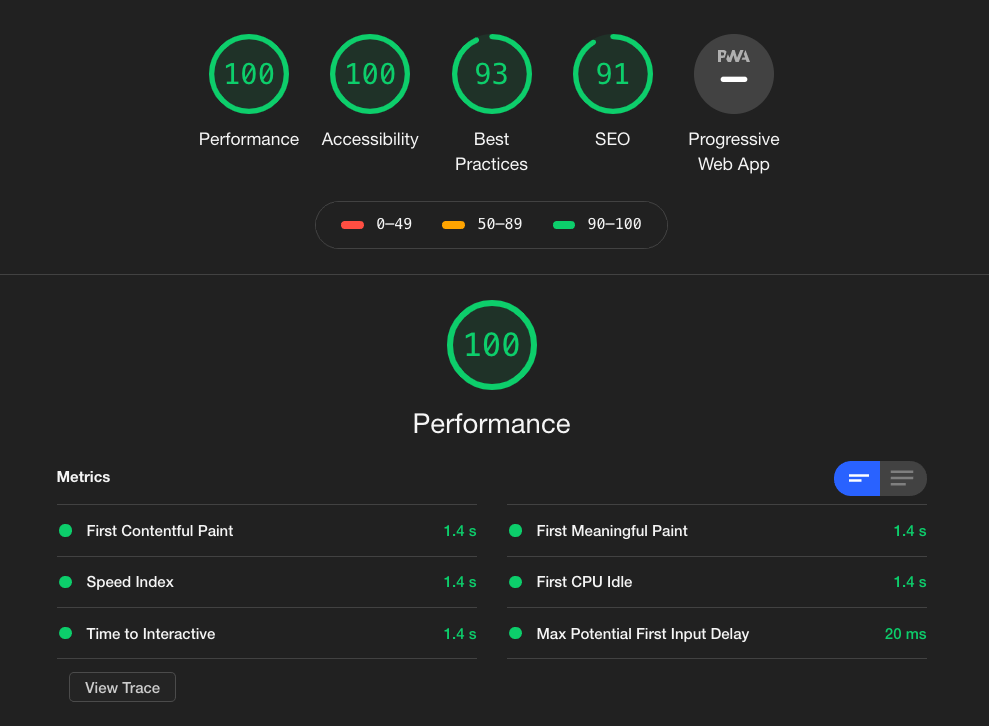 100
100
93
91
PWA
Performance
Accessibility
Best
Practices
SEO
Progressive
Web App
0–49
50–89
90–100
100
Performance
Metrics
First Contentful Paint 1.4 s
First Meaningful Paint 1.4 s
Speed Index 1.4 s
First CPU Idle 1.4 s
Time to Interactive 1.4 s
Max Potential First Input Delay 20 ms
View Trace